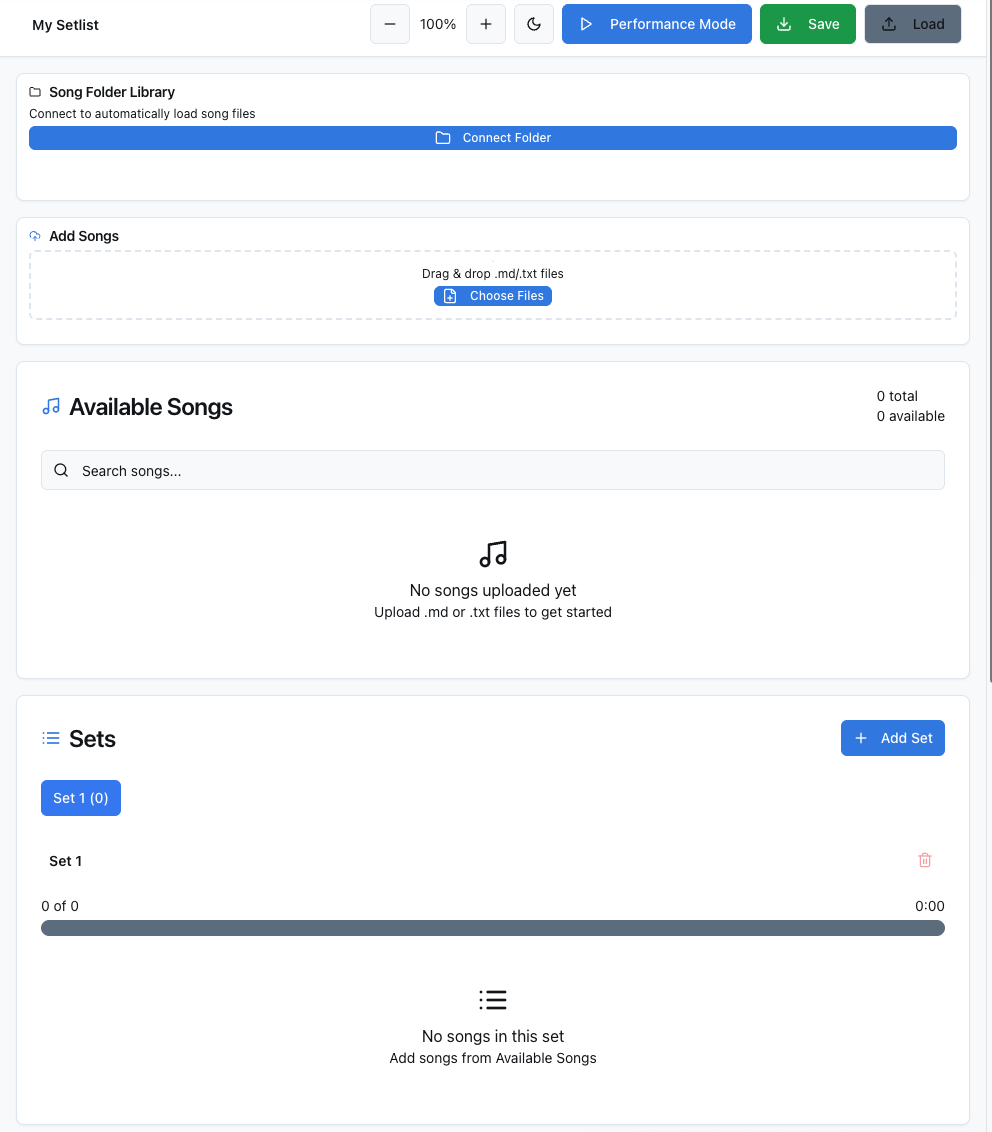 My Setlist
100%
Performance Mode
Save
Load
Song Folder Library
Connect to automatically load song files
Connect Folder
Add Songs
Drag & drop .md/.txt files
Choose Files
Available Songs
0 total
0 available
Search songs...
No songs uploaded yet
Upload .md or .txt files to get started
Sets
Add Set
Set 1 (0)
Set 1
0 of 0
0:00
No songs in this set
Add songs from Available Songs